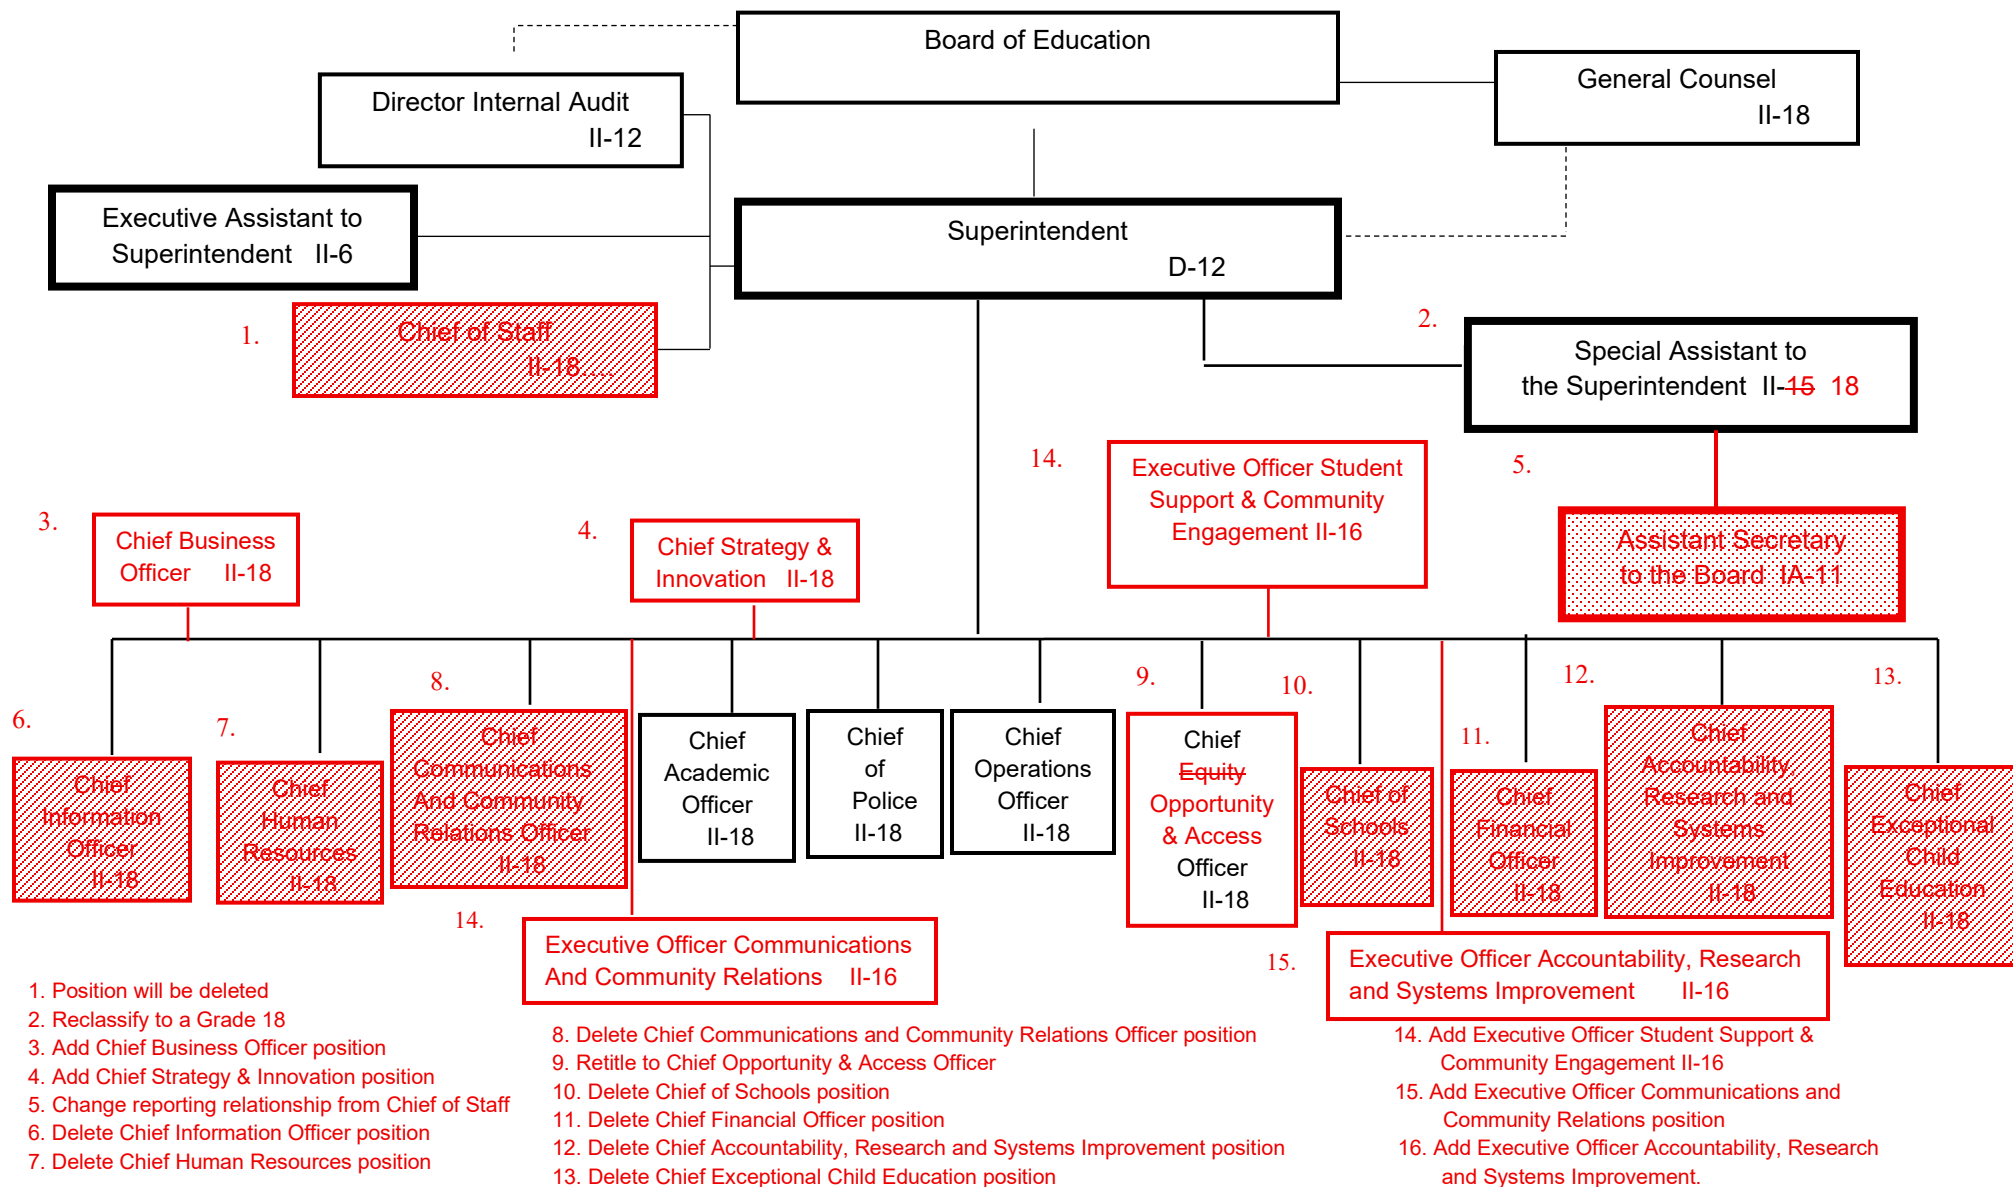 Board of Education
General Counsel
II-18
Director Internal Audit
II-12
Executive Assistant to
Superintendent II-6
Superintendent
D-12
1.
Chief of Staff
II-18....
2.
Special Assistant to
the Superintendent II-15 18
14.
Executive Officer Student
Support & Community
Engagement II-16
5.
Assistant Secretary
to the Board IA-11
3.
Chief Business
Officer II-18
4.
Chief Strategy &
Innovation II-18
6.
Chief
Information
Officer
II-18
7.
Chief
Human
Resources
II-18
8.
Chief
Communications
And Community
Relations Officer
II-18
Chief
Academic
Officer
II-18
Chief
of
Police
II-18
Chief
Operations
Officer
II-18
9.
Chief
Equity
Opportunity
& Access
Officer
II-18
10.
Chief of
Schools
II-18
11.
Chief
Financial
Officer
II-18
12.
Chief
Accountability,
Research and
Systems
Improvement
II-18
13.
Chief
Exceptional
Child
Education
II-18
14.
Executive Officer Communications
And Community Relations II-16
15.
Executive Officer Accountability, Research
and Systems Improvement II-16
1. Position will be deleted
2. Reclassify to a Grade 18
3. Add Chief Business Officer position
4. Add Chief Strategy & Innovation position
5. Change reporting relationship from Chief of Staff
6. Delete Chief Information Officer position
7. Delete Chief Human Resources position
8. Delete Chief Communications and Community Relations Officer position
9. Retitle to Chief Opportunity & Access Officer
10. Delete Chief of Schools position
11. Delete Chief Financial Officer position
12. Delete Chief Accountability, Research and Systems Improvement position
13. Delete Chief Exceptional Child Education position
14. Add Executive Officer Student Support &
Community Engagement II-16
15. Add Executive Officer Communications and
Community Relations position
16. Add Executive Officer Accountability, Research
and Systems Improvement.